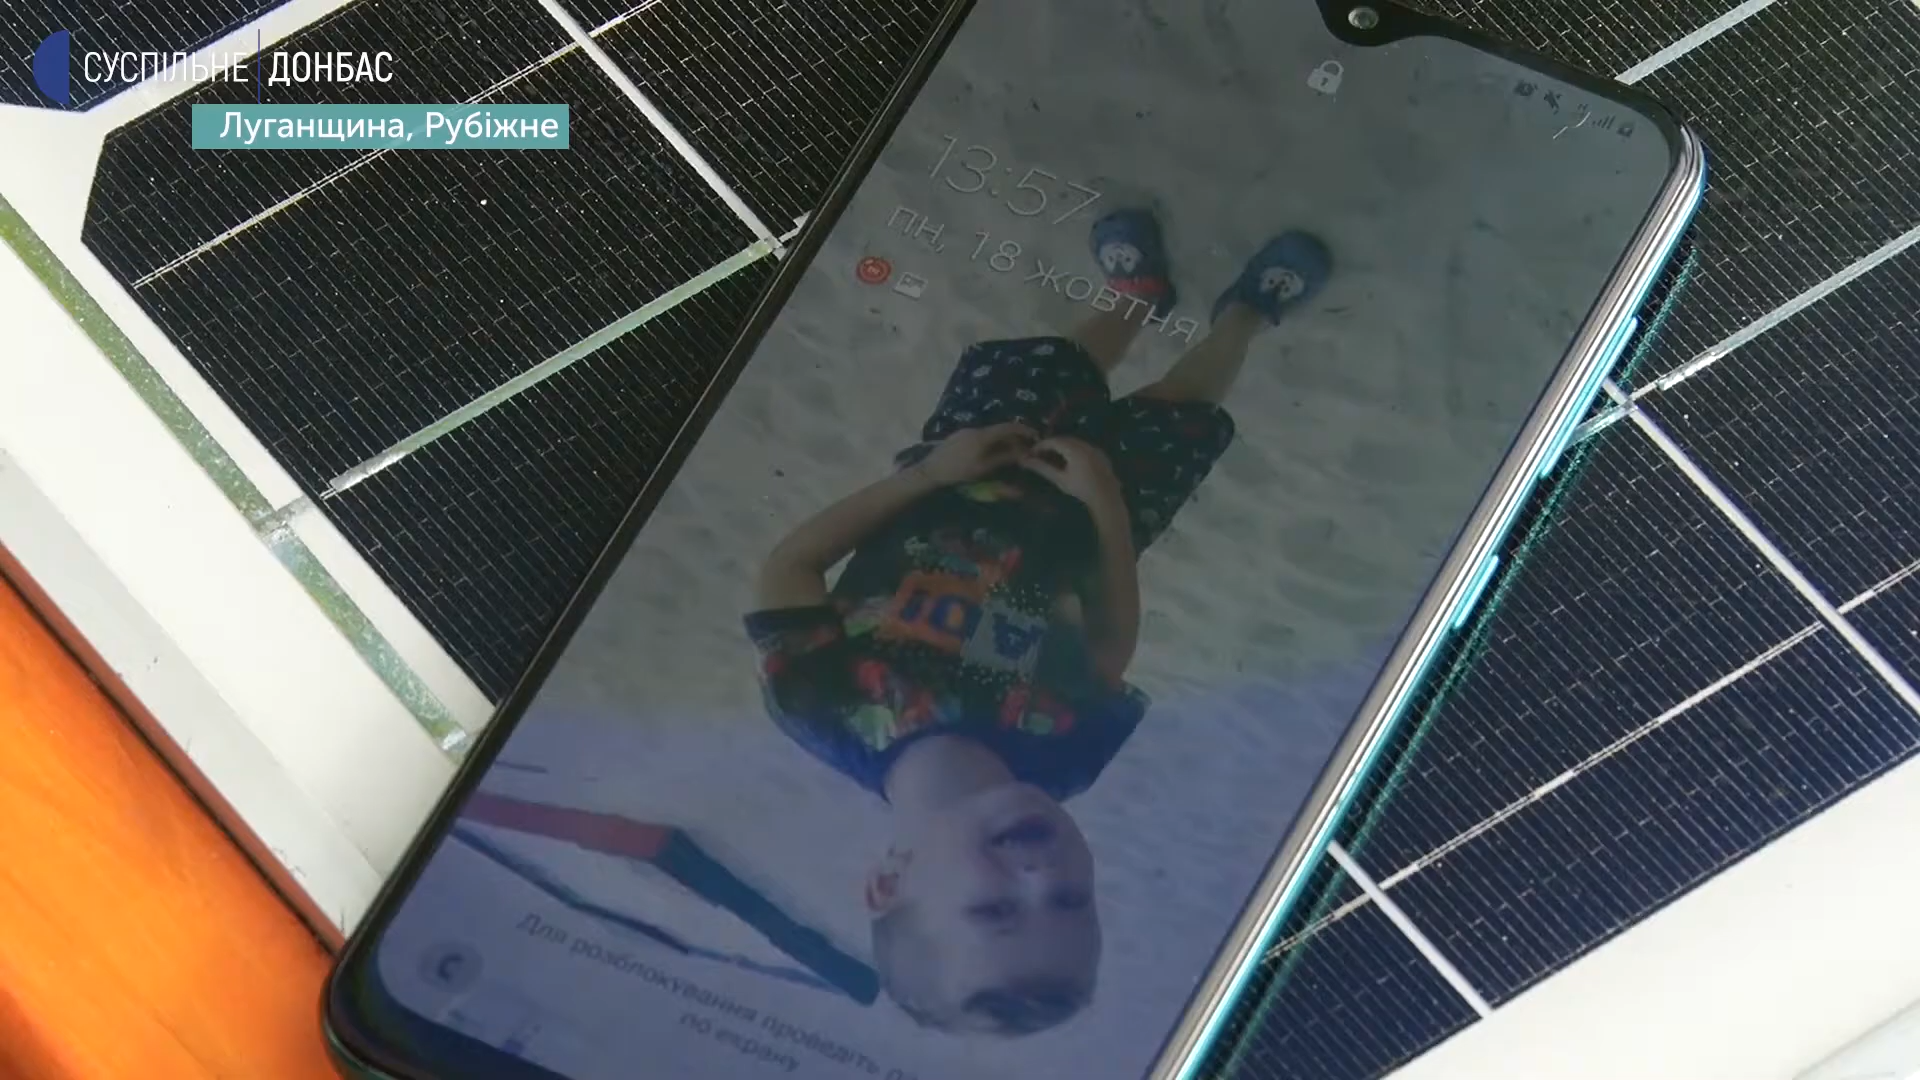 СУСПІЛЬНЕ ДОНБАС
Луганщина, Рубіжне
13:57
ПН, 18 ЖОВТНЯ
Для розблокування проведіть
по екрану